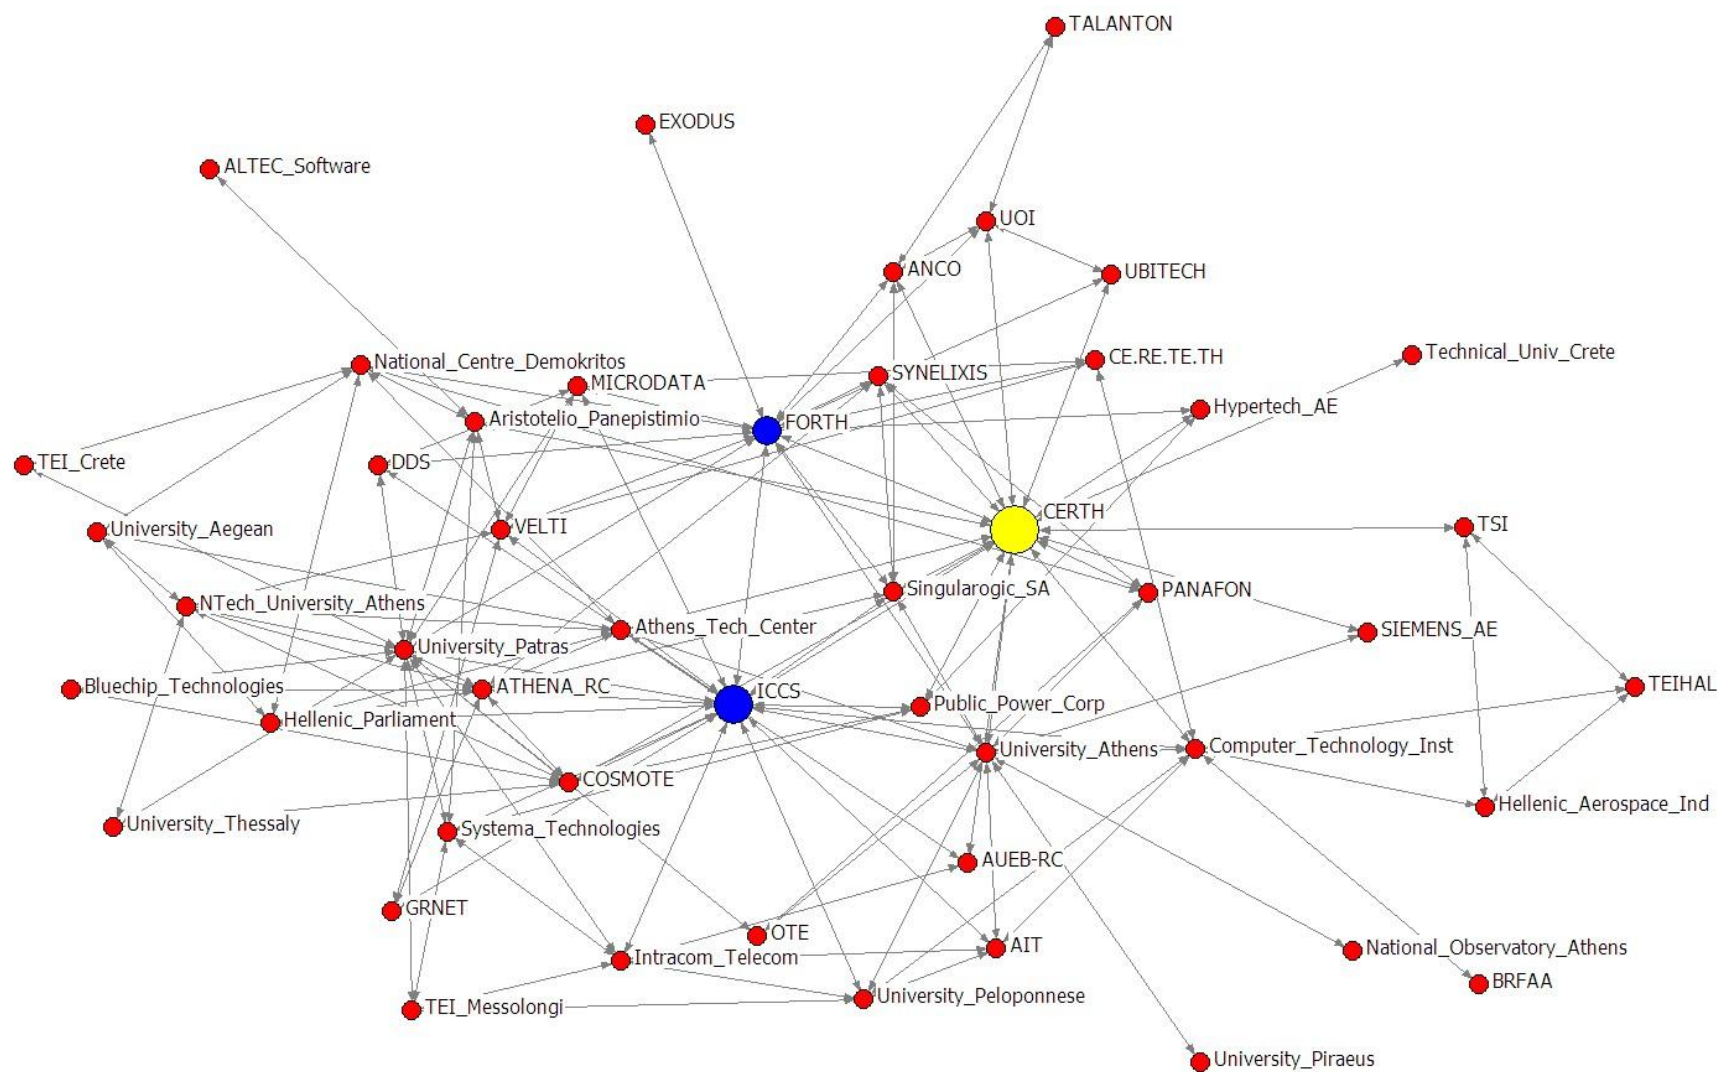 TALANTON
EXODUS
ALTEC_Software
UOI
ANCO
UBITECH
Technical_Univ_Crete
CE.RE.TE.TH
National_Centre_Demokritos
SYNELIXIS
MICRODATA
Hypertech_AE
Aristotelio_Panepistimio
FORTH
TEI_Crete
DDS
CERTH
TSI
University_Aegean
VELTI
Singularogic_SA
PANAFON
NTech_University_Athens
Athens_Tech_Center
SIEMENS_AE
University_Patras
TEIHAL
Bluechip_Technologies
ATHENA_RC
ICCS
Public_Power_Corp
Hellenic_Parliament
University_Athens
Computer_Technology_Inst
COSMOTE
Hellenic_Aerospace_Ind
University_Thessaly
Systema_Technologies
AUEB-RC
GRNET
OTE
AIT
National_Observatory_Athens
Intracom_Telecom
BRFAA
University_Peloponnese
TEI_Messolongi
University_Piraeus